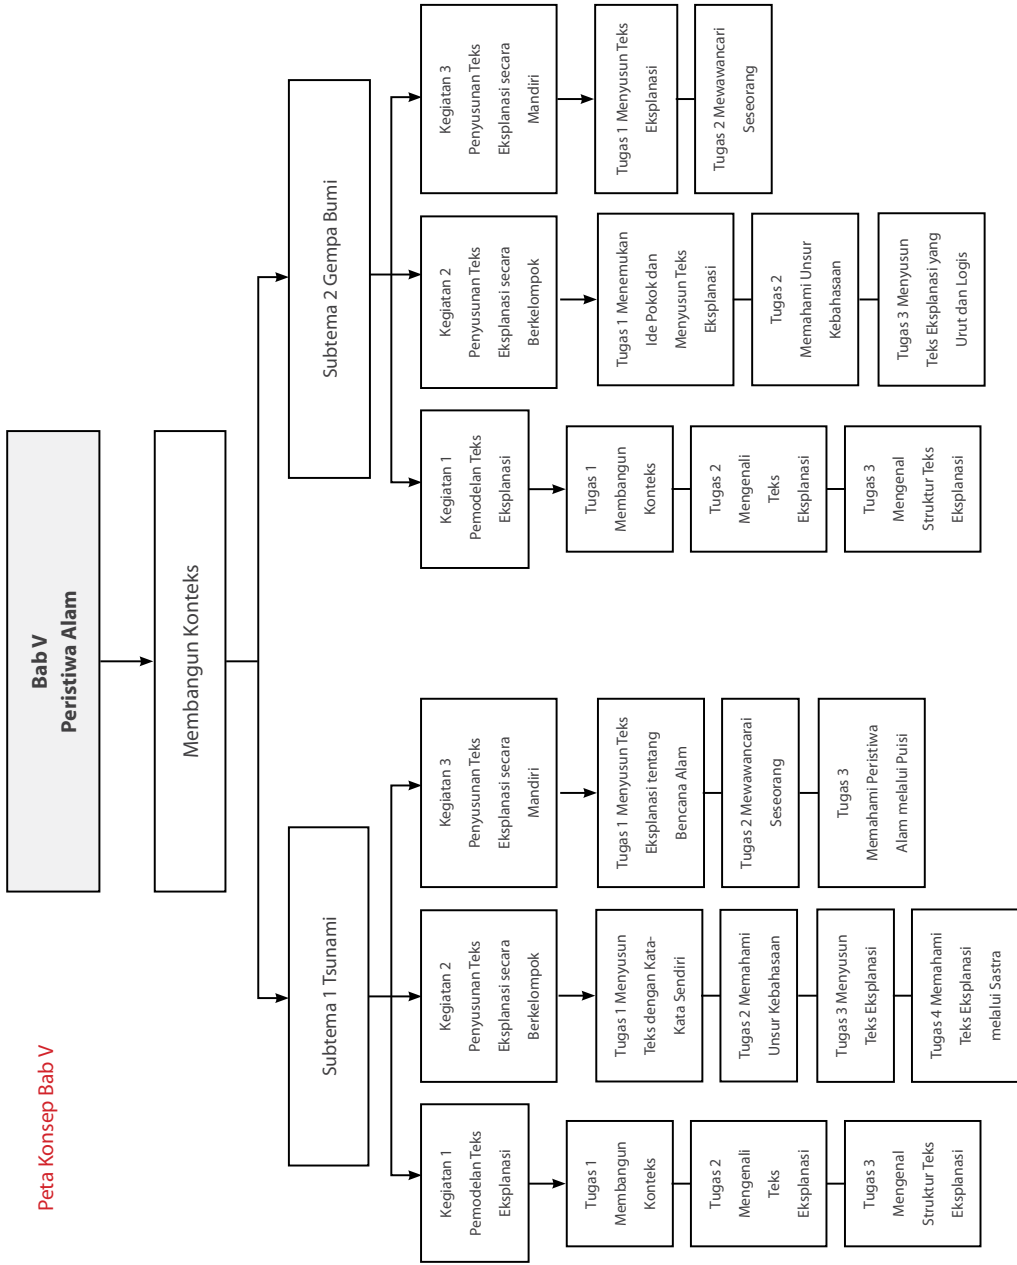 Peta Konsep Bab V
Bab V
Peristiwa Alam
Membangun Konteks
Subtema 1 Tsunami
Kegiatan 1
Pemodelan Teks
Eksplanasi
Tugas 1
Membangun
Konteks
Tugas 2
Mengenali
Teks
Eksplanasi
Tugas 3
Mengenal
Struktur Teks
Eksplanasi
Kegiatan 2
Penyusunan Teks
Eksplanasi secara
Berkelompok
Tugas 1 Menyusun
Teks dengan Kata-
Kata Sendiri
Tugas 2 Memahami
Unsur Kebahasaan
Tugas 3 Menyusun
Teks Eksplanasi
Tugas 4 Memahami
Teks Eksplanasi
melalui Sastra
Kegiatan 3
Penyusunan Teks
Eksplanasi secara
Mandiri
Tugas 1 Menyusun Teks
Eksplanasi tentang
Bencana Alam
Tugas 2 Mewawancarai
Seseorang
Tugas 3
Memahami Peristiwa
Alam melalui Puisi
Subtema 2 Gempa Bumi
Kegiatan 1
Pemodelan Teks
Eksplanasi
Tugas 1
Membangun
Konteks
Tugas 2
Mengenali
Teks
Eksplanasi
Tugas 3
Mengenal
Struktur Teks
Eksplanasi
Kegiatan 2
Penyusunan Teks
Eksplanasi secara
Berkelompok
Tugas 1 Menemukan
Ide Pokok dan
Menyusun Teks
Eksplanasi
Tugas 2
Memahami Unsur
Kebahasaan
Tugas 3 Menyusun
Teks Eksplanasi yang
Urut dan Logis
Kegiatan 3
Penyusunan Teks
Eksplanasi secara
Mandiri
Tugas 1 Menyusun Teks
Eksplanasi
Tugas 2 Mewawancari
Seseorang